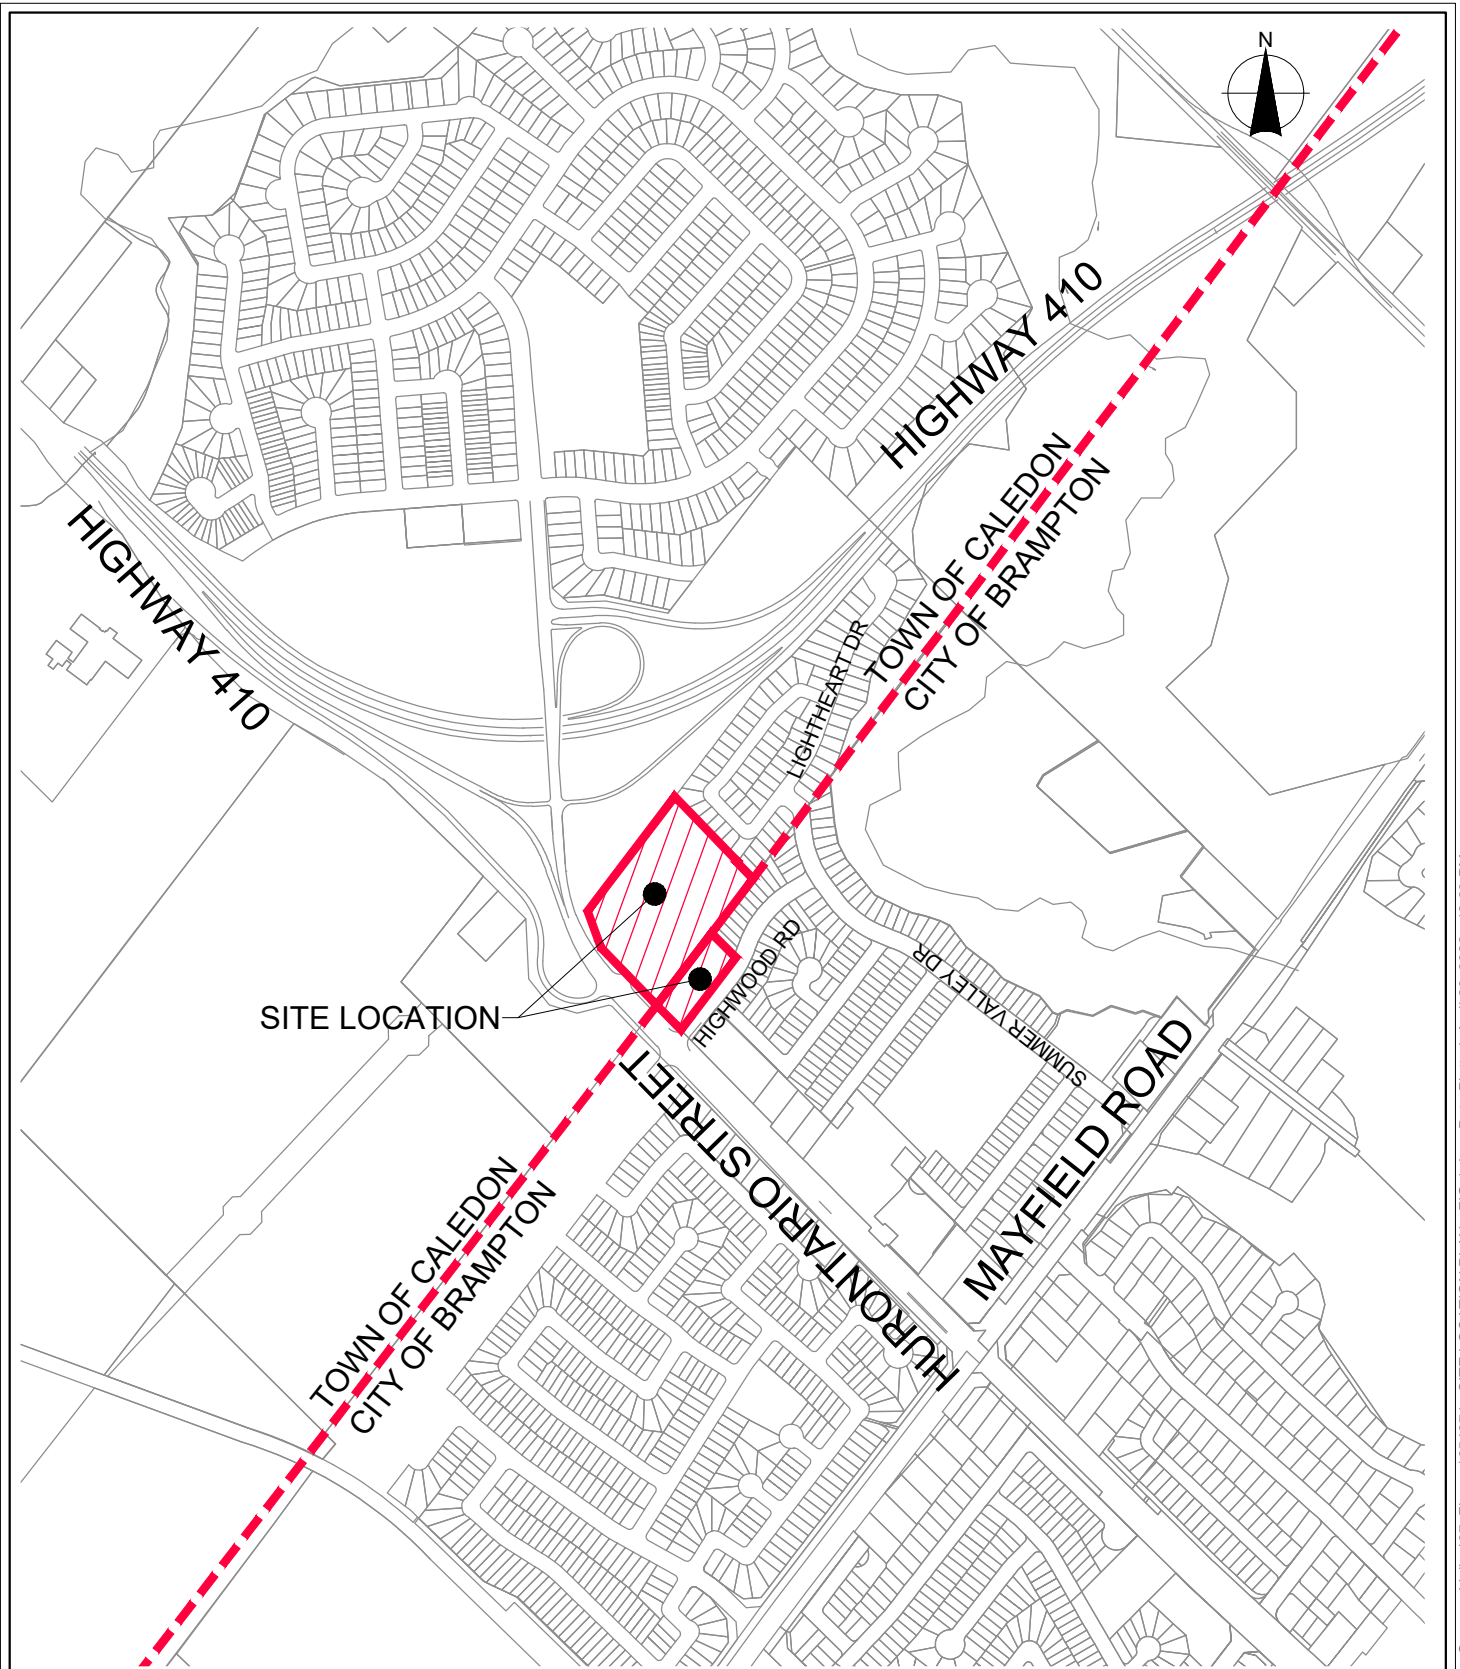 N
HIGHWAY 410
TOWN OF CALEDON
CITY OF BRAMPTON
HIGHWAY 410
LIGHTHEART DR
HIGHWOOD RD
SUMMER VALLEY DR
SITE LOCATION
HURONTARIO STREET
MAYFIELD ROAD
TOWN OF CALEDON
CITY OF BRAMPTON